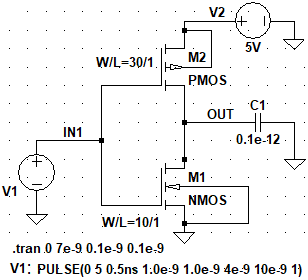 V2
5V
W/L=30/1
M2
PMOS
OUT
C1
0.1e-12
IN1
V1
M1
NMOS
W/L=10/1
.tran 0 7e-9 0.1e-9 0.1e-9
V1: PULSE(0 5 0.5ns 1.0e-9 1.0e-9 4e-9 10e-9 1)